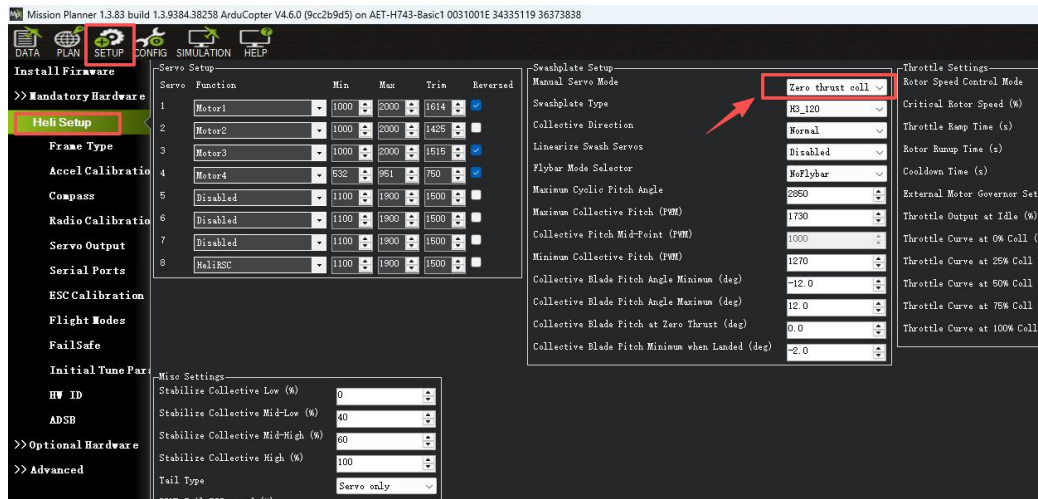 Mission Planner 1.3.83 build 1.3.9384.38258 ArduCopter V4.6.0 (9cc2b9d5) on AET-H743-Basic1 0031001E 34335119 36373838
DATA PLAN SETUP CONFIG SIMULATION HELP
Install Firmware
>> Mandatory Hardware
Heli Setup
Frame Type
Accel Calibratio
Compass
Radio Calibratio
Servo Output
Serial Ports
ESC Calibration
Flight Modes
FailSafe
Initial Tune Para
HW ID
ADSB
>> Optional Hardware
>> Advanced
Servo Setup
Servo Function Min Max Trim Reversed
1 Motor1 1000 2000 1614
2 Motor2 1000 2000 1425
3 Motor3 1000 2000 1515
4 Motor4 532 951 750
5 Disabled 1100 1900 1500
6 Disabled 1100 1900 1500
7 Disabled 1100 1900 1500
8 HeliRSC 1100 1900 1500
Misc Settings
Stabilize Collective Low (%) 0
Stabilize Collective Mid-Low (%) 40
Stabilize Collective Mid-High (%) 60
Stabilize Collective High (%) 100
Tail Type Servo only
Swashplate Setup
Manual Servo Mode Zero thrust coll
Swashplate Type H3_120
Collective Direction Normal
Linearize Swash Servos Disabled
Flybar Mode Selector NoFlybar
Maximum Cyclic Pitch Angle 2850
Maximum Collective Pitch (PWM) 1730
Collective Pitch Mid-Point (PWM) 1000
Minimum Collective Pitch (PWM) 1270
Collective Blade Pitch Angle Minimum (deg) -12.0
Collective Blade Pitch Angle Maximum (deg) 12.0
Collective Blade Pitch at Zero Thrust (deg) 0.0
Collective Blade Pitch Minimum when Landed (deg) -2.0
Throttle Settings
Rotor Speed Control Mode
Critical Rotor Speed (%)
Throttle Ramp Time (s)
Rotor Runup Time (s)
Cooldown Time (s)
External Motor Governor Set
Throttle Output at Idle (%)
Throttle Curve at 0% Coll (
Throttle Curve at 25% Coll
Throttle Curve at 50% Coll
Throttle Curve at 75% Coll
Throttle Curve at 100% Coll